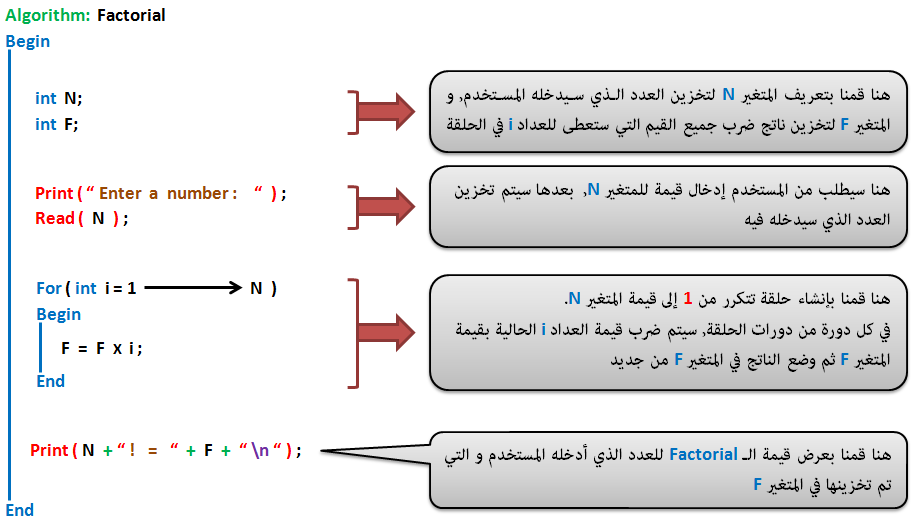 Algorithm: Factorial
Begin
int N;
int F;
هنا قمنا بتعريف المتغير N لتخزين العدد الذي سيدخله المستخدم, و
المتغير F لتخزين ناتج ضرب جميع القيم التي ستعطى للعداد i في الحلقة
Print(“ Enter a number: “ );
Read( N );
هنا سيطلب من المستخدم إدخال قيمة للمتغير N, بعدها سيتم تخزين
العدد الذي سيدخله فيه
For( int i = 1 N )
Begin
F = F x i;
End
هنا قمنا بإنشاء حلقة تتكرر من 1 إلى قيمة المتغير N.
في كل دورة من دورات الحلقة, سيتم ضرب قيمة العداد i الحالية بقيمة
المتغير F ثم وضع الناتج في المتغير F من جديد
Print( N +“! = “ + F + “\n“);
هنا قمنا بعرض قيمة الـ Factorial للعدد الذي أدخله المستخدم و التي
تم تخزينها في المتغير F
End